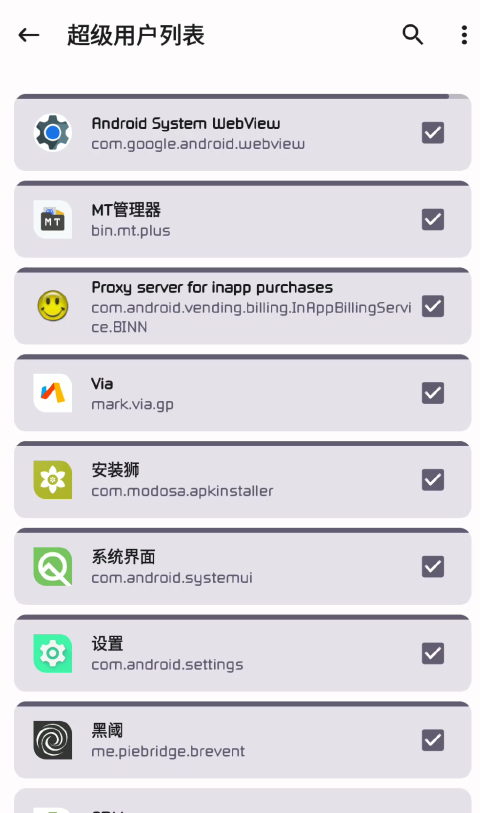 超级用户列表
Android System WebView
com.google.android.webview
MT
MT管理器
bin.mt.plus
Proxy server for inapp purchases
com.android.vending.billing.InAppBillingServi
ce.BINN
Via
mark.via.gp
安装狮
com.modosa.apkinstaller
系统界面
com.android.systemui
设置
com.android.settings
黑阈
me.piebridge.brevent